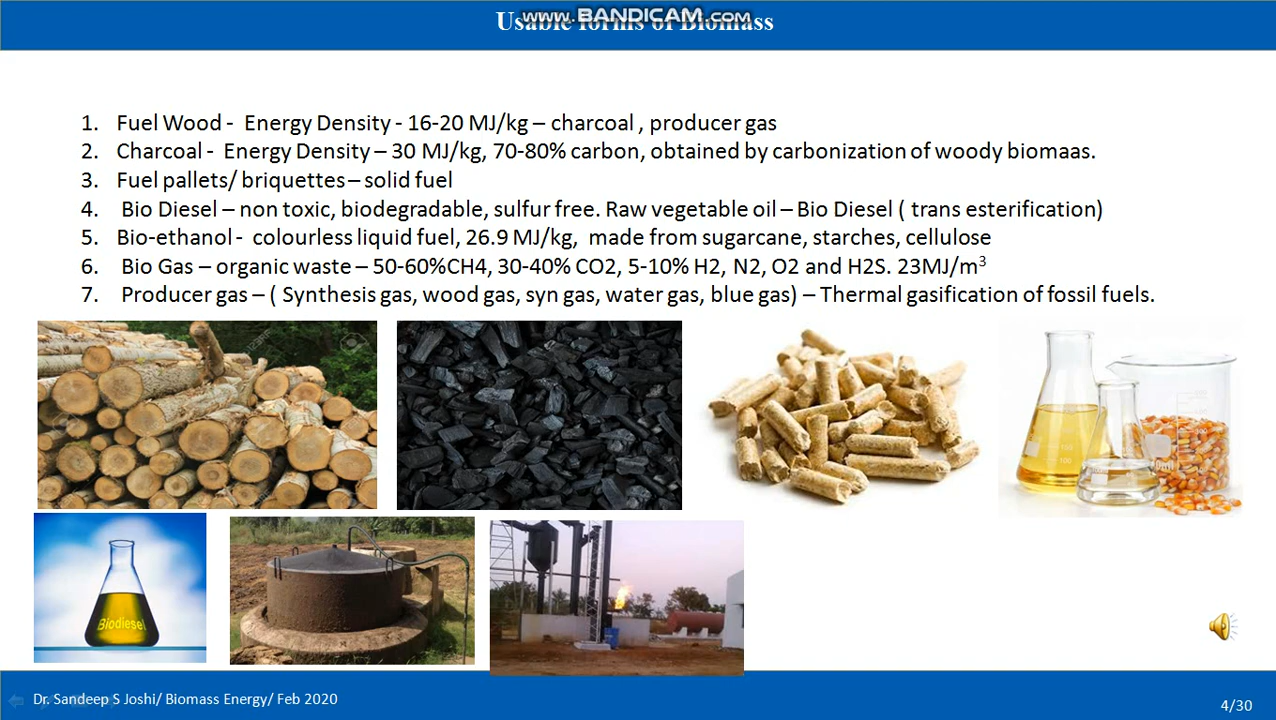 www.BANDICAM.com
Usable forms of Biomass
1. Fuel Wood - Energy Density - 16-20 MJ/kg – charcoal , producer gas
2. Charcoal - Energy Density – 30 MJ/kg, 70-80% carbon, obtained by carbonization of woody biomaas.
3. Fuel pallets/ briquettes – solid fuel
4. Bio Diesel – non toxic, biodegradable, sulfur free. Raw vegetable oil – Bio Diesel ( trans esterification)
5. Bio-ethanol - colourless liquid fuel, 26.9 MJ/kg, made from sugarcane, starches, cellulose
6. Bio Gas – organic waste – 50-60%CH4, 30-40% CO2, 5-10% H2, N2, O2 and H2S. 23MJ/m³
7. Producer gas – ( Synthesis gas, wood gas, syn gas, water gas, blue gas) – Thermal gasification of fossil fuels.
Biodiesel
Dr. Sandeep S Joshi/ Biomass Energy/ Feb 2020
4/30